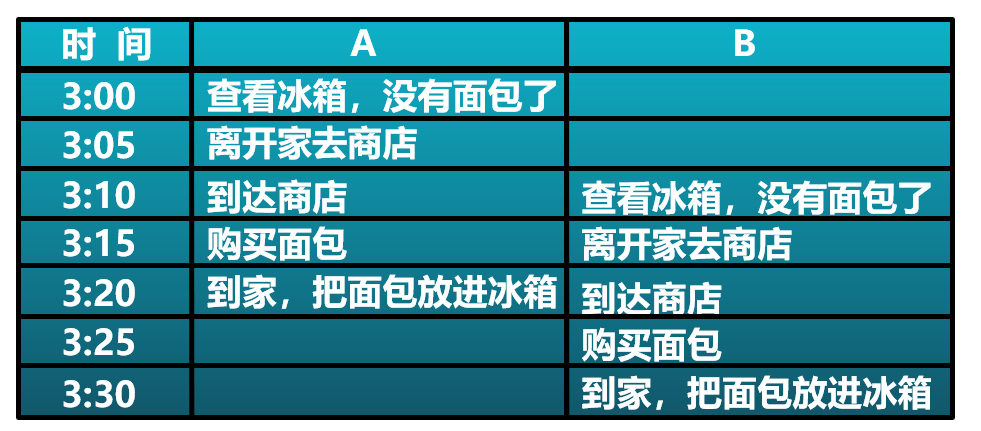 时 间 A B
3:00 查看冰箱，没有面包了
3:05 离开家去商店
3:10 到达商店 查看冰箱，没有面包了
3:15 购买面包 离开家去商店
3:20 到家，把面包放进冰箱 到达商店
3:25 购买面包
3:30 到家，把面包放进冰箱